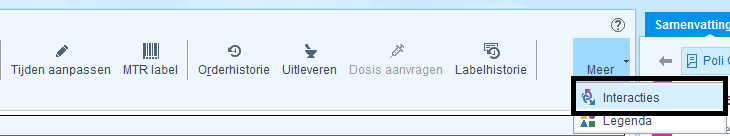 Samenvatting
Tijden aanpassen MTR label Orderhistorie Uitleveren Dosis aanvragen Labelhistorie Meer
Poli
Interacties
Legenda